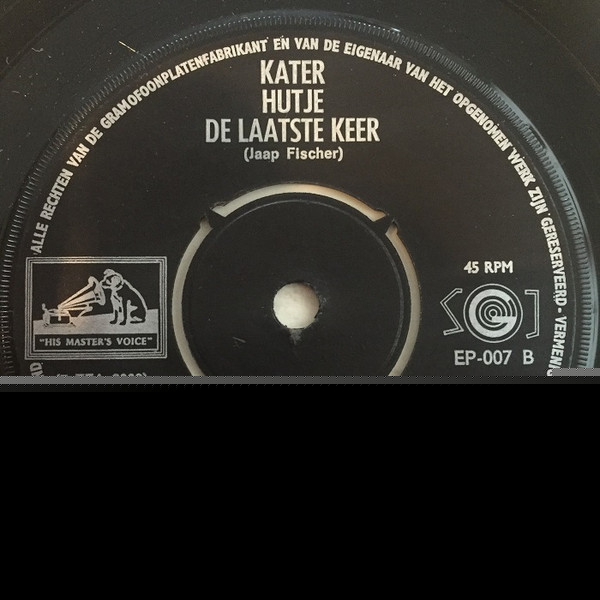 ALLE RECHTEN VAN DE GRAMOFOONPLATENFABRIKANT EN VAN DE EIGENAAR VAN HET OPGENOMEN WERK ZIJN GERESERVEERD - VERMENIG
KATER
HUTJE
DE LAATSTE KEER
(Jaap Fischer)
45 RPM
"HIS MASTER'S VOICE"
EP-007 B